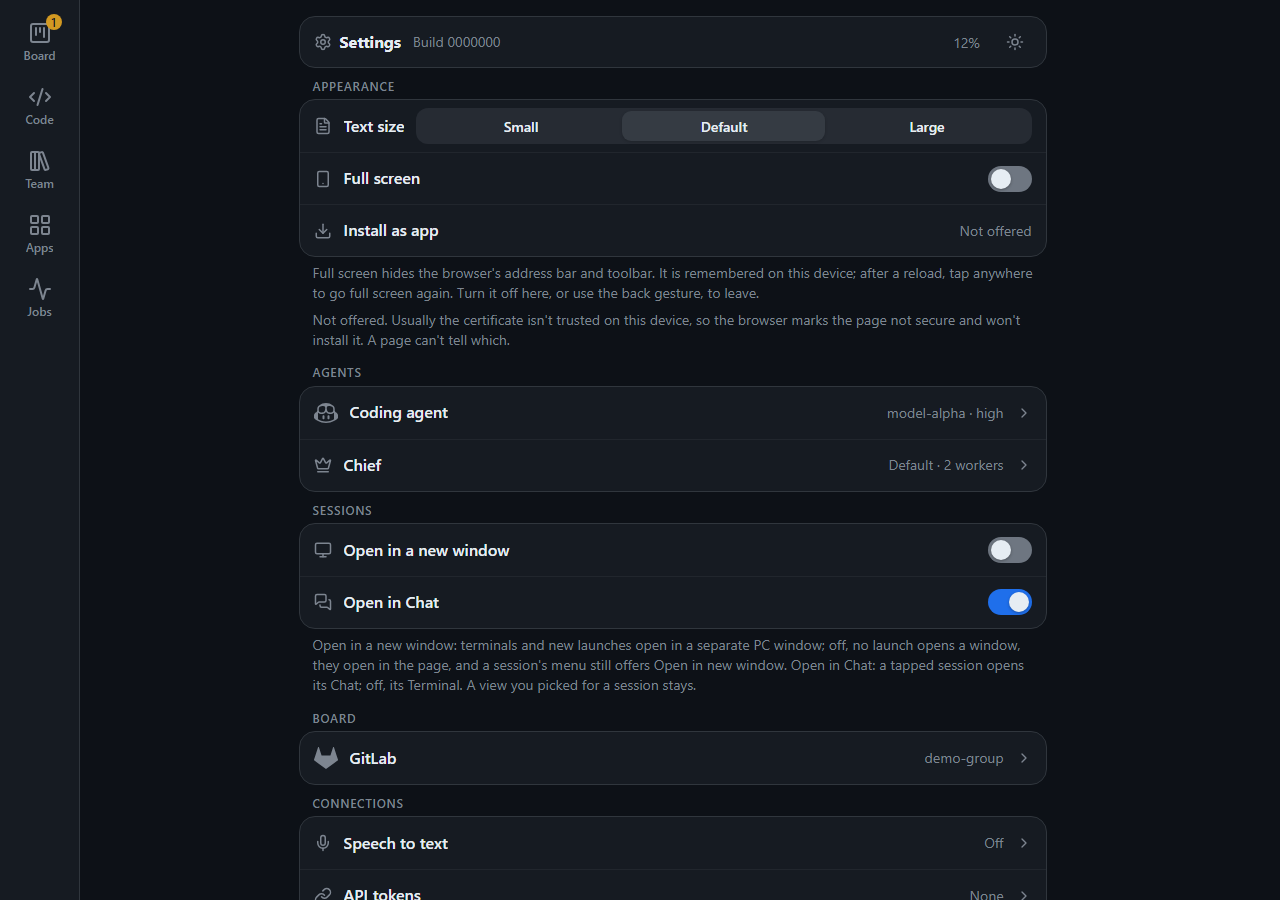 1
Board
Code
Team
Apps
Jobs
Settings Build 0000000 12%
APPEARANCE
Text size Small Default Large
Full screen
Install as app Not offered
Full screen hides the browser's address bar and toolbar. It is remembered on this device; after a reload, tap anywhere
to go full screen again. Turn it off here, or use the back gesture, to leave.
Not offered. Usually the certificate isn't trusted on this device, so the browser marks the page not secure and won't
install it. A page can't tell which.
AGENTS
Coding agent model-alpha · high
Chief Default · 2 workers
SESSIONS
Open in a new window
Open in Chat
Open in a new window: terminals and new launches open in a separate PC window; off, no launch opens a window,
they open in the page, and a session's menu still offers Open in new window. Open in Chat: a tapped session opens
its Chat; off, its Terminal. A view you picked for a session stays.
BOARD
GitLab demo-group
CONNECTIONS
Speech to text Off
API tokens None